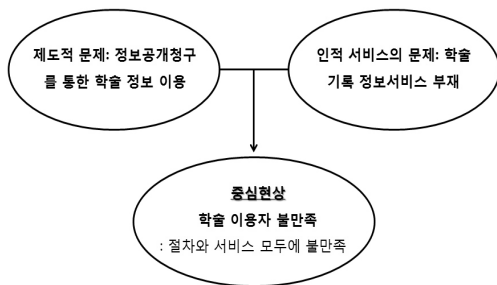 제도적 문제: 정보공개청구
를 통한 학술 정보 이용
인적 서비스의 문제: 학술
기록 정보서비스 부재
중심현상
학술 이용자 불만족
: 절차와 서비스 모두에 불만족